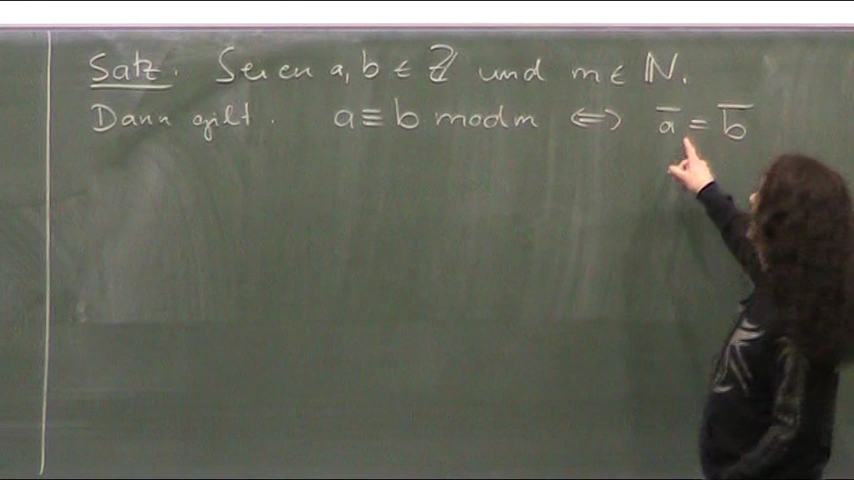 Satz. Seien a, b ∈ ℤ und m ∈ ℕ.
Dann gilt. a ≡ b mod m ⟺ a̅ = b̅